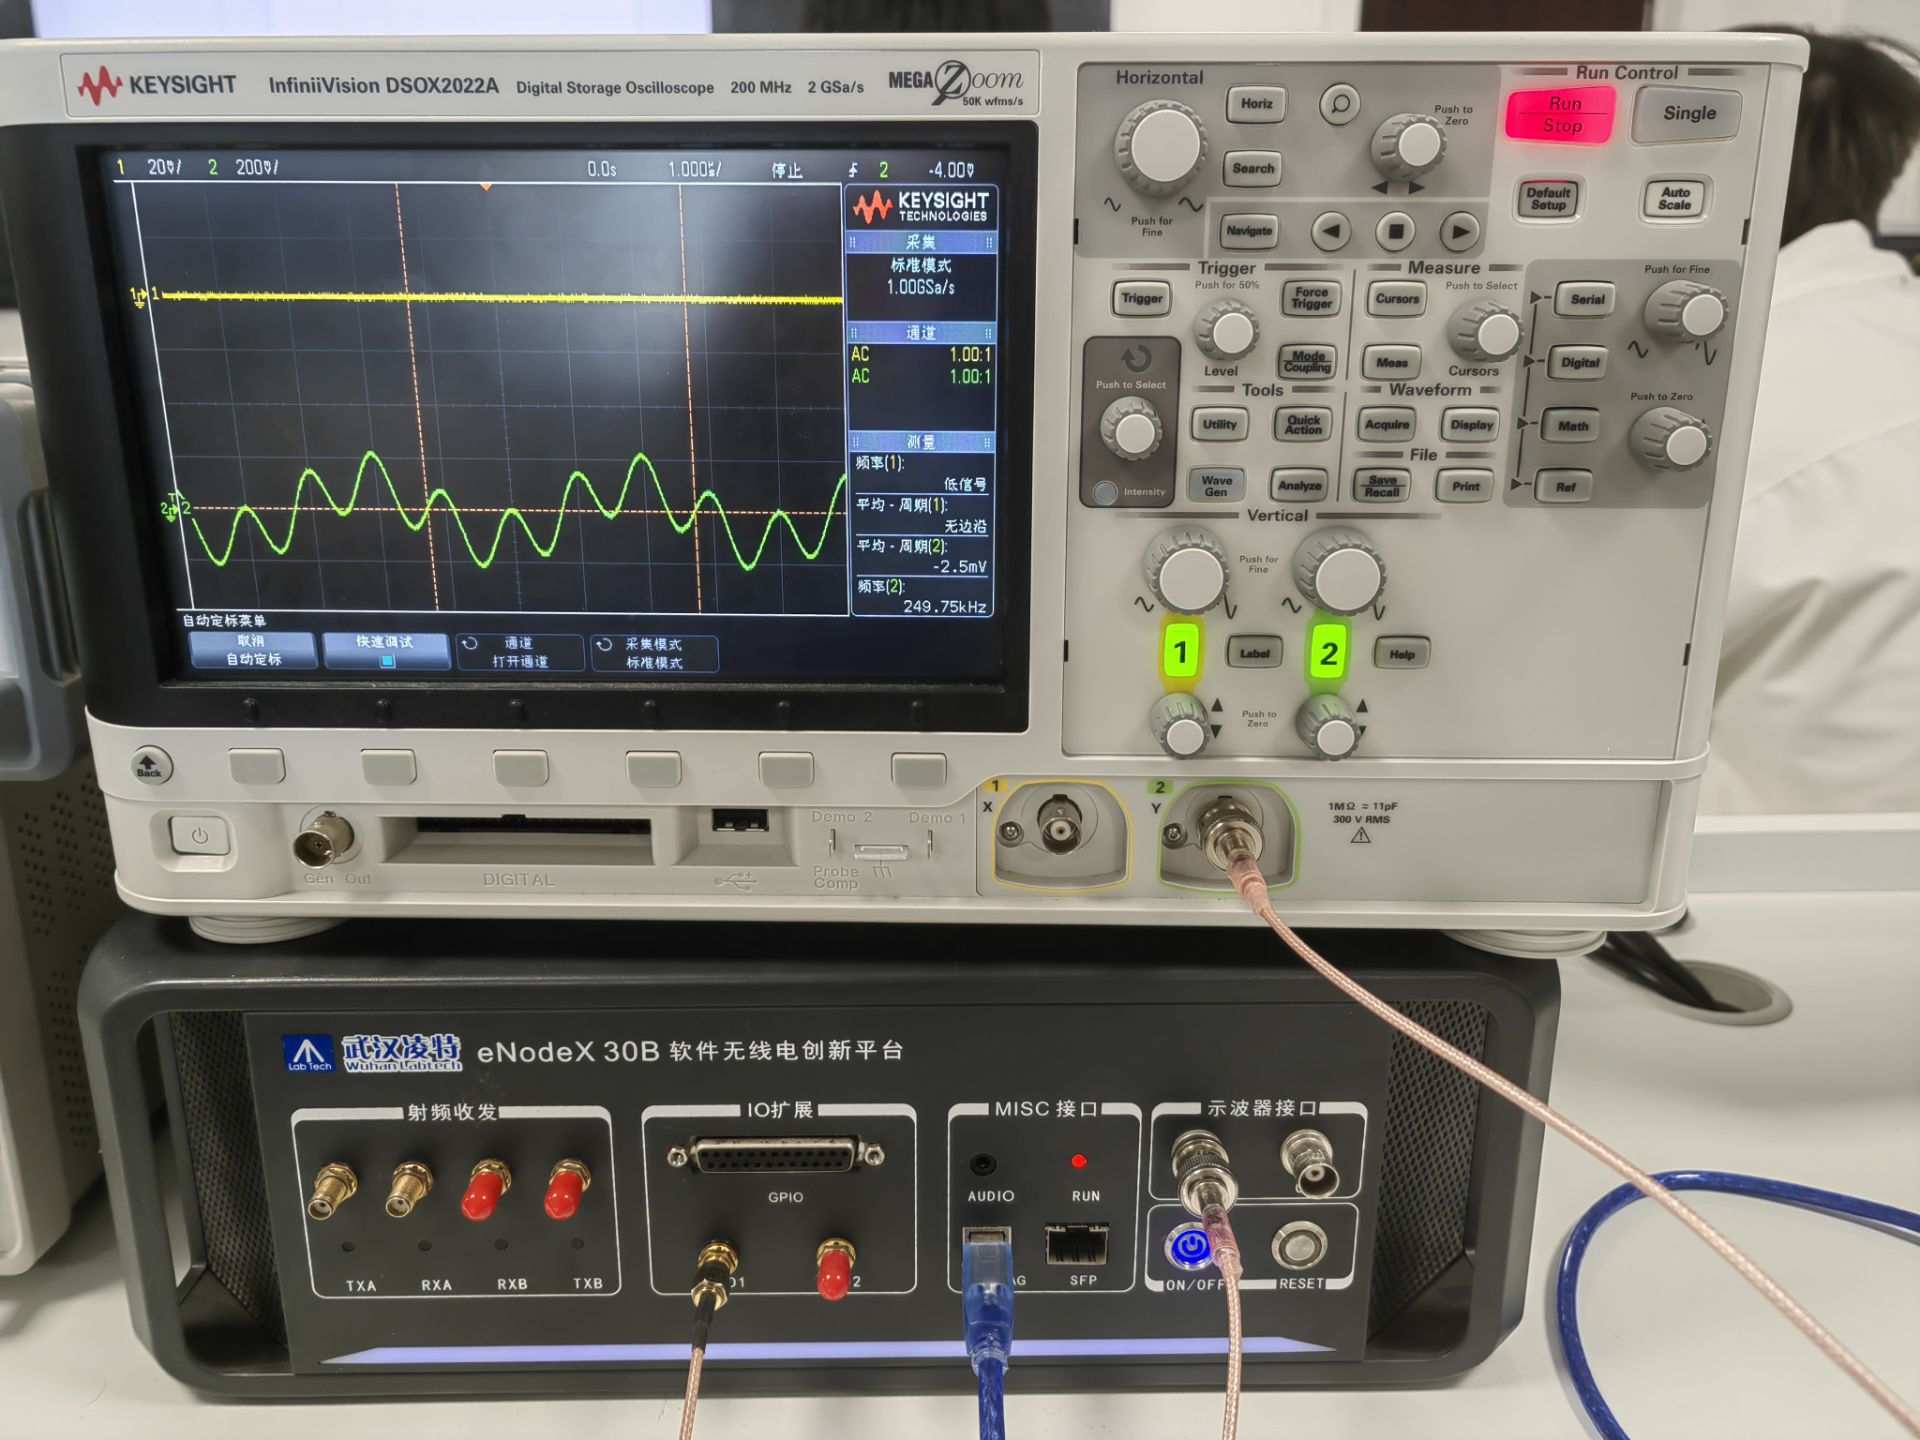 KEYSIGHT InfiniiVision DSOX2022A Digital Storage Oscilloscope 200 MHz 2 GSa/s MEGA Zoom
50K wfms/s
1 20V/ 2 200V/ 0.0s 停止 2
KEYSIGHT
TECHNOLOGIES
采集
标准模式
1.00GSa/s
通道
AC 1.00:1
AC 1.00:1
测量
频率(1):
低信号
平均 - 周期(1):
无边沿
平均 - 周期(2):
-2.5mV
频率(2):
249.75kHz
1
2
自动定标菜单
取消
自动定标
快速调试
通道
打开通道
采集模式
标准模式
Horizontal
Horiz
Search
Navigate
Push for
Fine
Push to
Zero
Run Control
Run
Stop
Single
Default
Setup
Auto
Scale
Trigger
Push for 50%
Trigger
Force
Trigger
Level
Mode
Coupling
Measure
Push to Select
Cursors
Meas
Cursors
Push for Fine
Serial
Digital
Math
Ref
Push to Zero
Push to Select
Intensity
Tools
Utility
Quick
Action
Wave
Gen
Analyze
Waveform
Acquire
Display
File
Save
Recall
Print
Vertical
Push for
Fine
1
Label
2
Help
Push to
Zero
Back
Gen Out
DIGITAL
Demo 2
Demo 1
Probe
Comp
1
X
2
Y
1MΩ ≈ 11pF
300 V RMS
Lab Tech
武汉凌特
Wuhan Labtech
eNodeX 30B 软件无线电创新平台
射频收发
TXA
RXA
RXB
TXB
IO扩展
GPIO
MISC 接口
AUDIO
RUN
SFP
示波器接口
ON/OFF
RESET